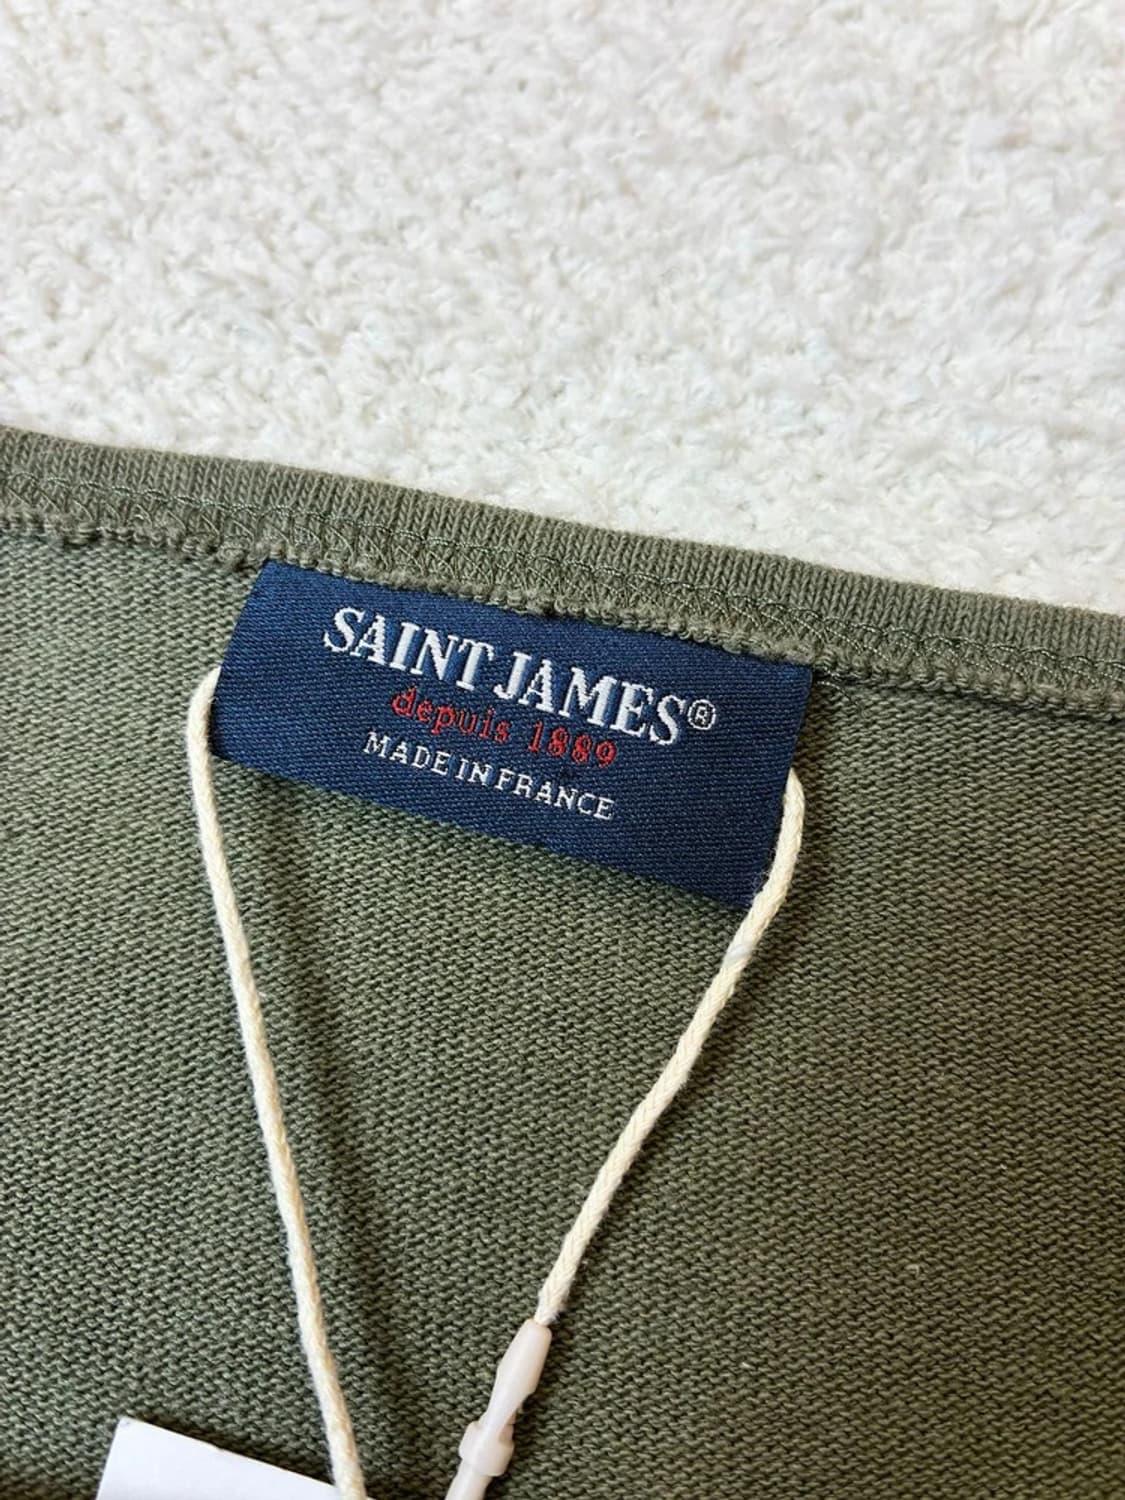 SAINT JAMES®
depuis 1889
MADE IN FRANCE